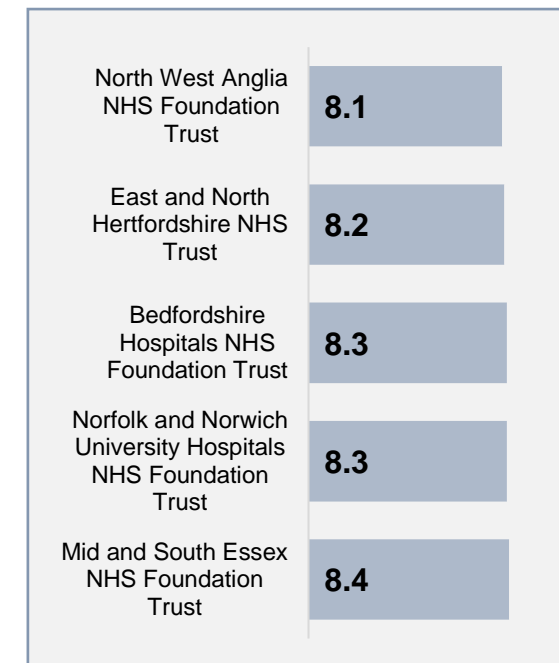 North West Anglia
NHS Foundation
Trust
8.1
East and North
Hertfordshire NHS
Trust
8.2
Bedfordshire
Hospitals NHS
Foundation Trust
8.3
Norfolk and Norwich
University Hospitals
NHS Foundation
Trust
8.3
Mid and South Essex
NHS Foundation
Trust
8.4